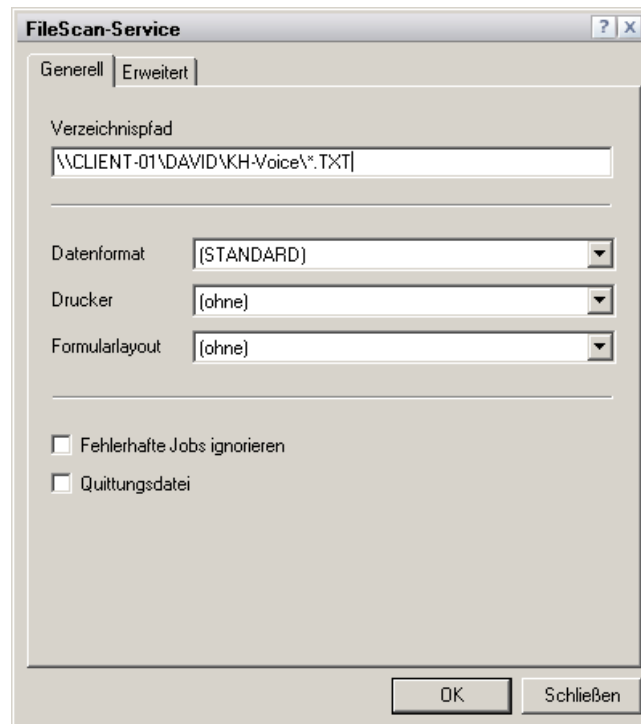 FileScan-Service
Generell
Erweitert
Verzeichnispfad
\\CLIENT-01\DAVID\KH-Voice\*.TXT
Datenformat
(STANDARD)
Drucker
(ohne)
Formularlayout
(ohne)
Fehlerhafte Jobs ignorieren
Quittungsdatei
OK
Schließen